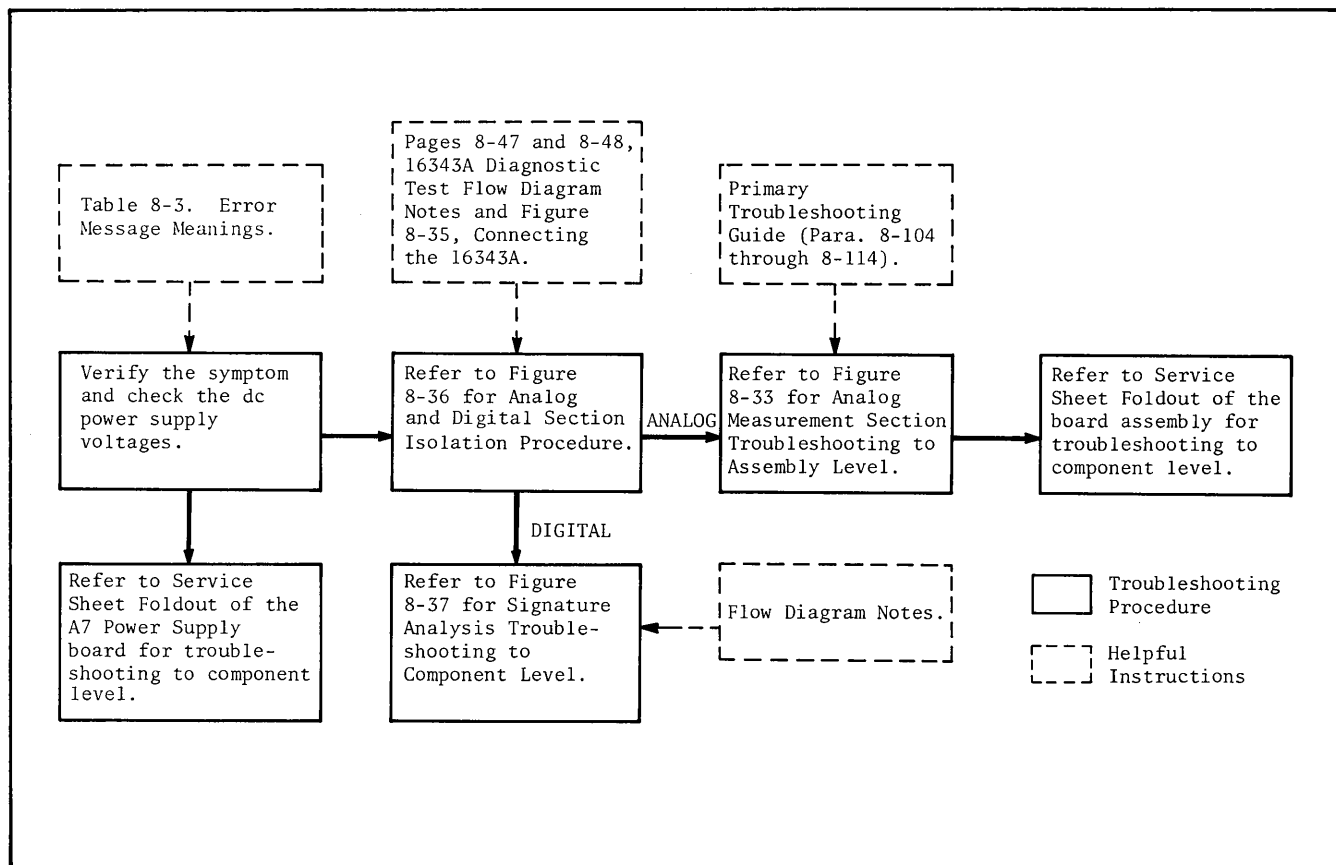 Table 8-3. Error
Message Meanings.
Pages 8-47 and 8-48,
16343A Diagnostic
Test Flow Diagram
Notes and Figure
8-35, Connecting
the 16343A.
Primary
Troubleshooting
Guide (Para. 8-104
through 8-114).
Verify the symptom
and check the dc
power supply
voltages.
Refer to Figure
8-36 for Analog
and Digital Section
Isolation Procedure.
ANALOG
Refer to Figure
8-33 for Analog
Measurement Section
Troubleshooting to
Assembly Level.
Refer to Service
Sheet Foldout of the
board assembly for
troubleshooting to
component level.
DIGITAL
Refer to Service
Sheet Foldout of the
A7 Power Supply
board for trouble-
shooting to component
level.
Refer to Figure
8-37 for Signature
Analysis Trouble-
shooting to
Component Level.
Flow Diagram Notes.
Troubleshooting
Procedure
Helpful
Instructions